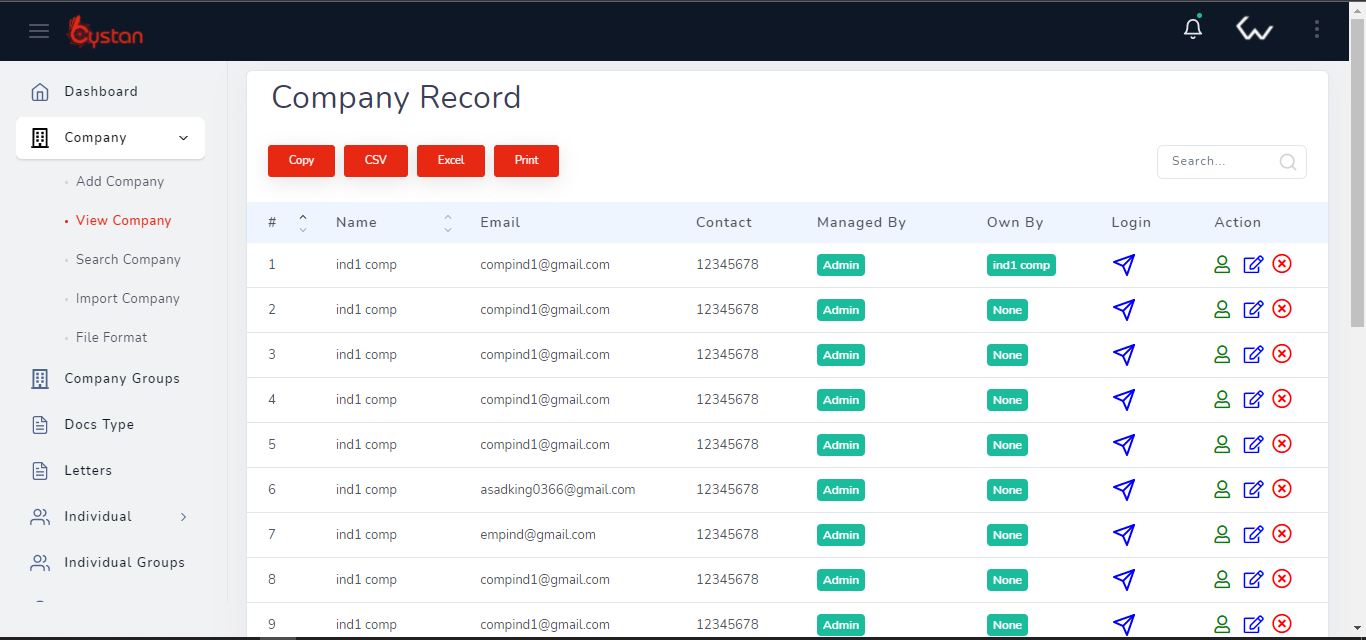 Cystan
Dashboard
Company
Add Company
View Company
Search Company
Import Company
File Format
Company Groups
Docs Type
Letters
Individual
Individual Groups
Company Record
Copy CSV Excel Print Search...
# Name Email Contact Managed By Own By Login Action
1 ind1 comp compind1@gmail.com 12345678 Admin ind1 comp
2 ind1 comp compind1@gmail.com 12345678 Admin None
3 ind1 comp compind1@gmail.com 12345678 Admin None
4 ind1 comp compind1@gmail.com 12345678 Admin None
5 ind1 comp compind1@gmail.com 12345678 Admin None
6 ind1 comp asadking0366@gmail.com 12345678 Admin None
7 ind1 comp empind@gmail.com 12345678 Admin None
8 ind1 comp compind1@gmail.com 12345678 Admin None
9 ind1 comp compind1@gmail.com 12345678 Admin None